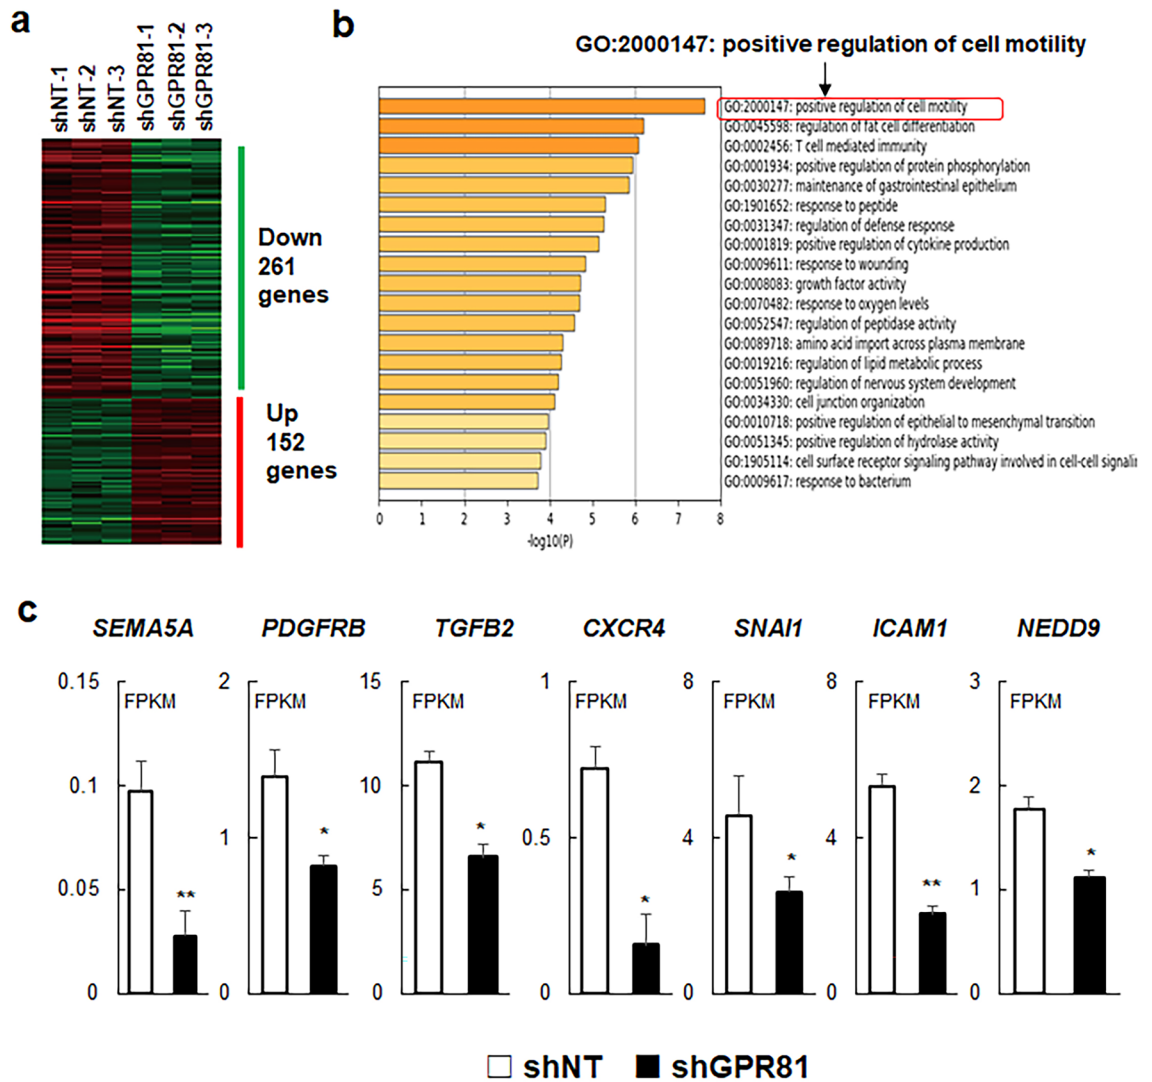 a
shNT-1
shNT-2
shNT-3
shGPR81-1
shGPR81-2
shGPR81-3
Down
261
genes
Up
152
genes
b
GO:2000147: positive regulation of cell motility
GO:2000147: positive regulation of cell motility
GO:0045598: regulation of fat cell differentiation
GO:0002456: T cell mediated immunity
GO:0001934: positive regulation of protein phosphorylation
GO:0030277: maintenance of gastrointestinal epithelium
GO:1901652: response to peptide
GO:0031347: regulation of defense response
GO:0001819: positive regulation of cytokine production
GO:0009611: response to wounding
GO:0008083: growth factor activity
GO:0070482: response to oxygen levels
GO:0052547: regulation of peptidase activity
GO:0089718: amino acid import across plasma membrane
GO:0019216: regulation of lipid metabolic process
GO:0051960: regulation of nervous system development
GO:0034330: cell junction organization
GO:0010718: positive regulation of epithelial to mesenchymal transition
GO:0051345: positive regulation of hydrolase activity
GO:1905114: cell surface receptor signaling pathway involved in cell-cell signali
GO:0009617: response to bacterium
0 1 2 3 4 5 6 7 8
-log10(P)
c
SEMA5A PDGFRB TGFB2 CXCR4 SNAI1 ICAM1 NEDD9
0.15 2 15 1 8 8 3
FPKM FPKM FPKM FPKM FPKM FPKM FPKM
0.1 10 2
1 0.5 4 4
0.05 5 1
** * * * * ** *
0 0 0 0 0 0 0
shNT shGPR81